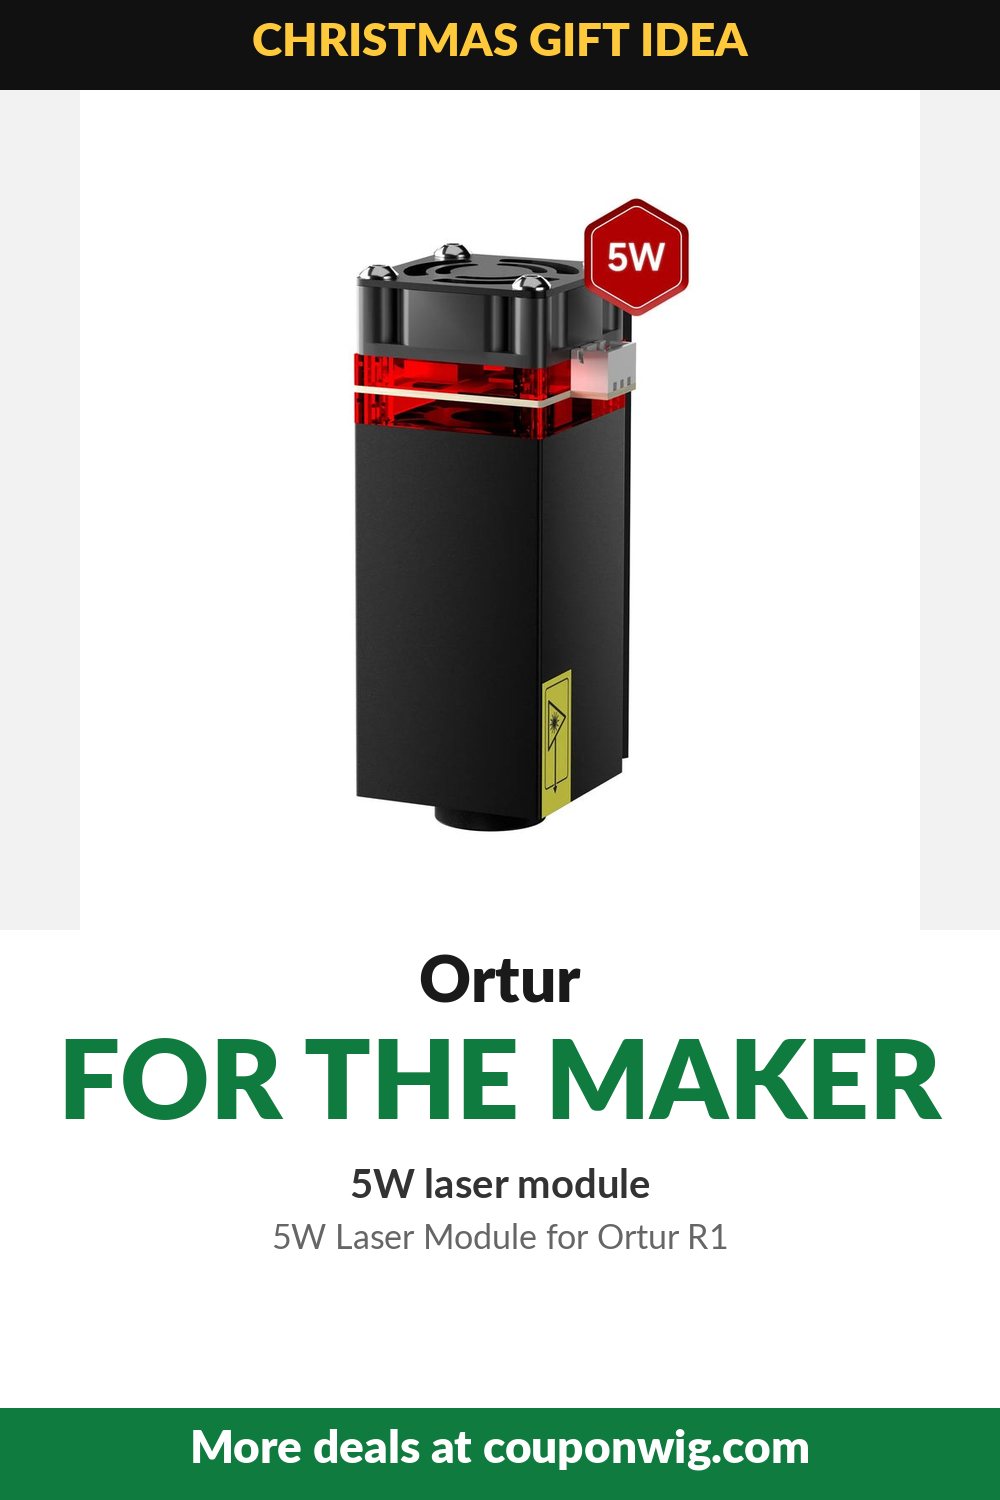 CHRISTMAS GIFT IDEA
5W
Ortur
FOR THE MAKER
5W laser module
5W Laser Module for Ortur R1
More deals at couponwig.com